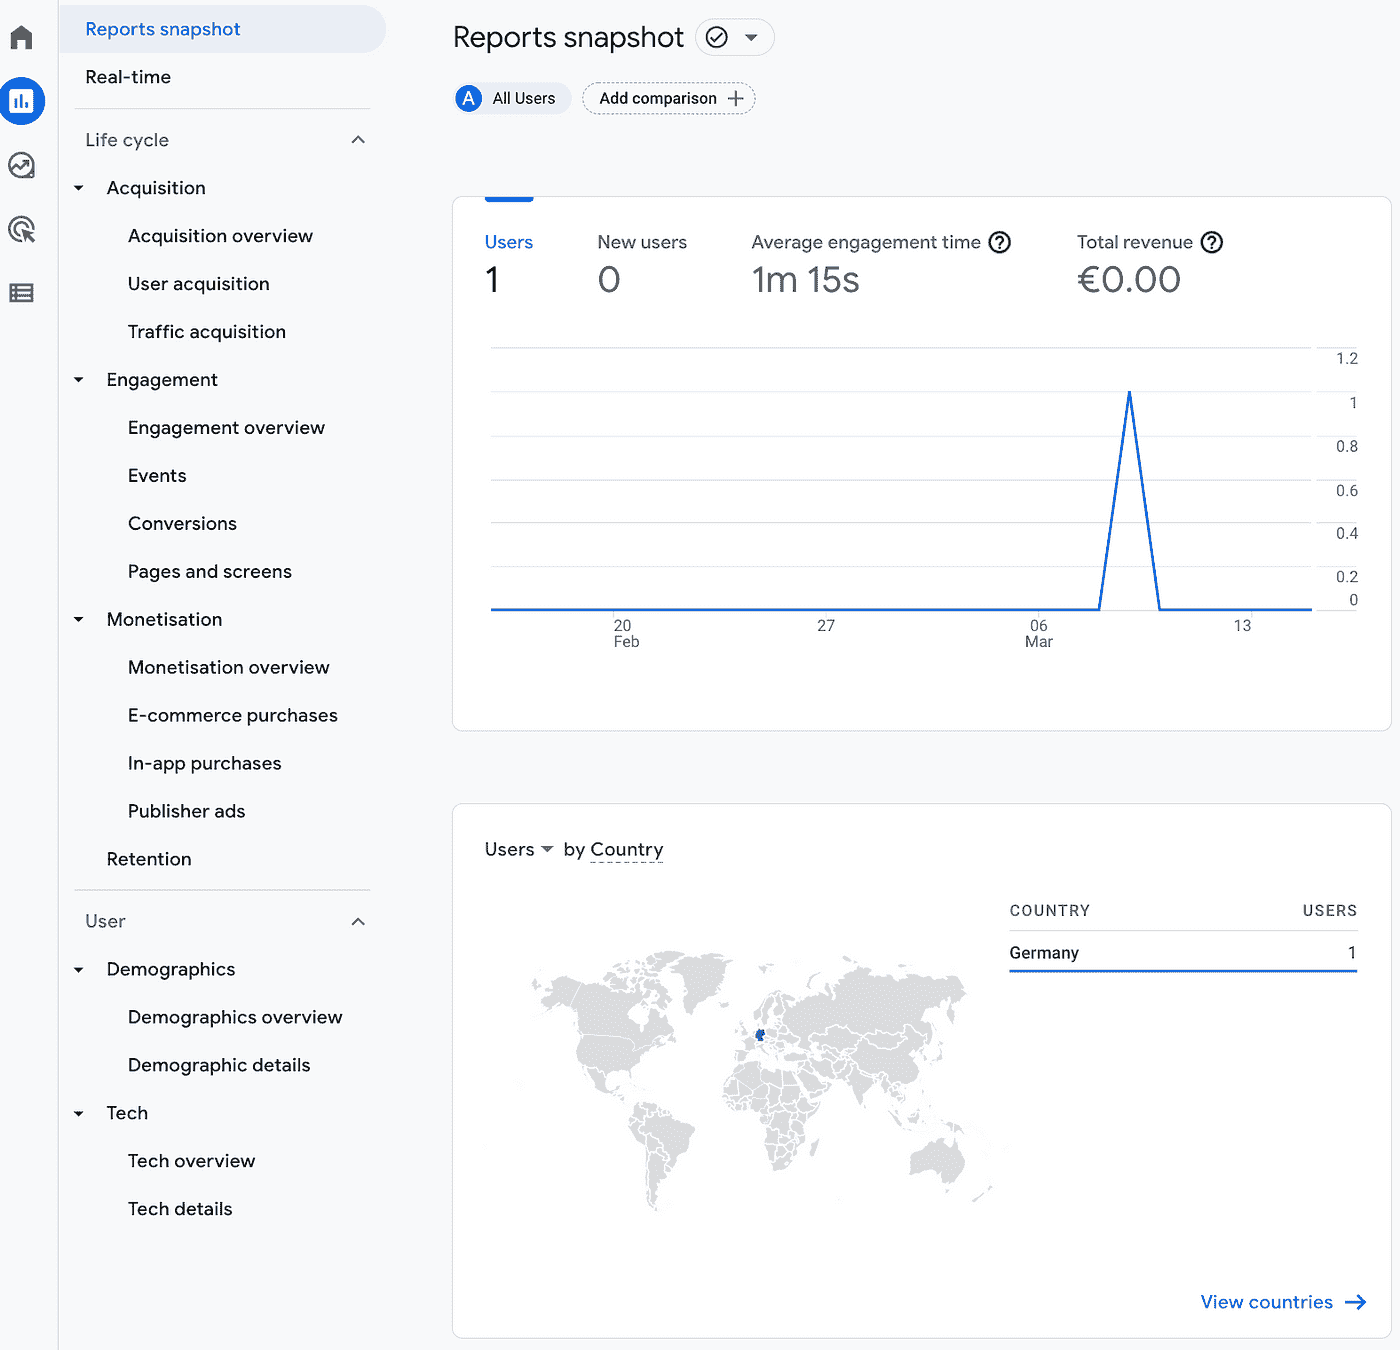 Reports snapshot
Real-time
Life cycle
Acquisition
Acquisition overview
User acquisition
Traffic acquisition
Engagement
Engagement overview
Events
Conversions
Pages and screens
Monetisation
Monetisation overview
E-commerce purchases
In-app purchases
Publisher ads
Retention
User
Demographics
Demographics overview
Demographic details
Tech
Tech overview
Tech details
Reports snapshot
A All Users Add comparison
Users New users Average engagement time Total revenue
1 0 1m 15s €0.00
1.2
1
0.8
0.6
0.4
0.2
0
20 27 06 13
Feb Mar
Users by Country
COUNTRY USERS
Germany 1
View countries